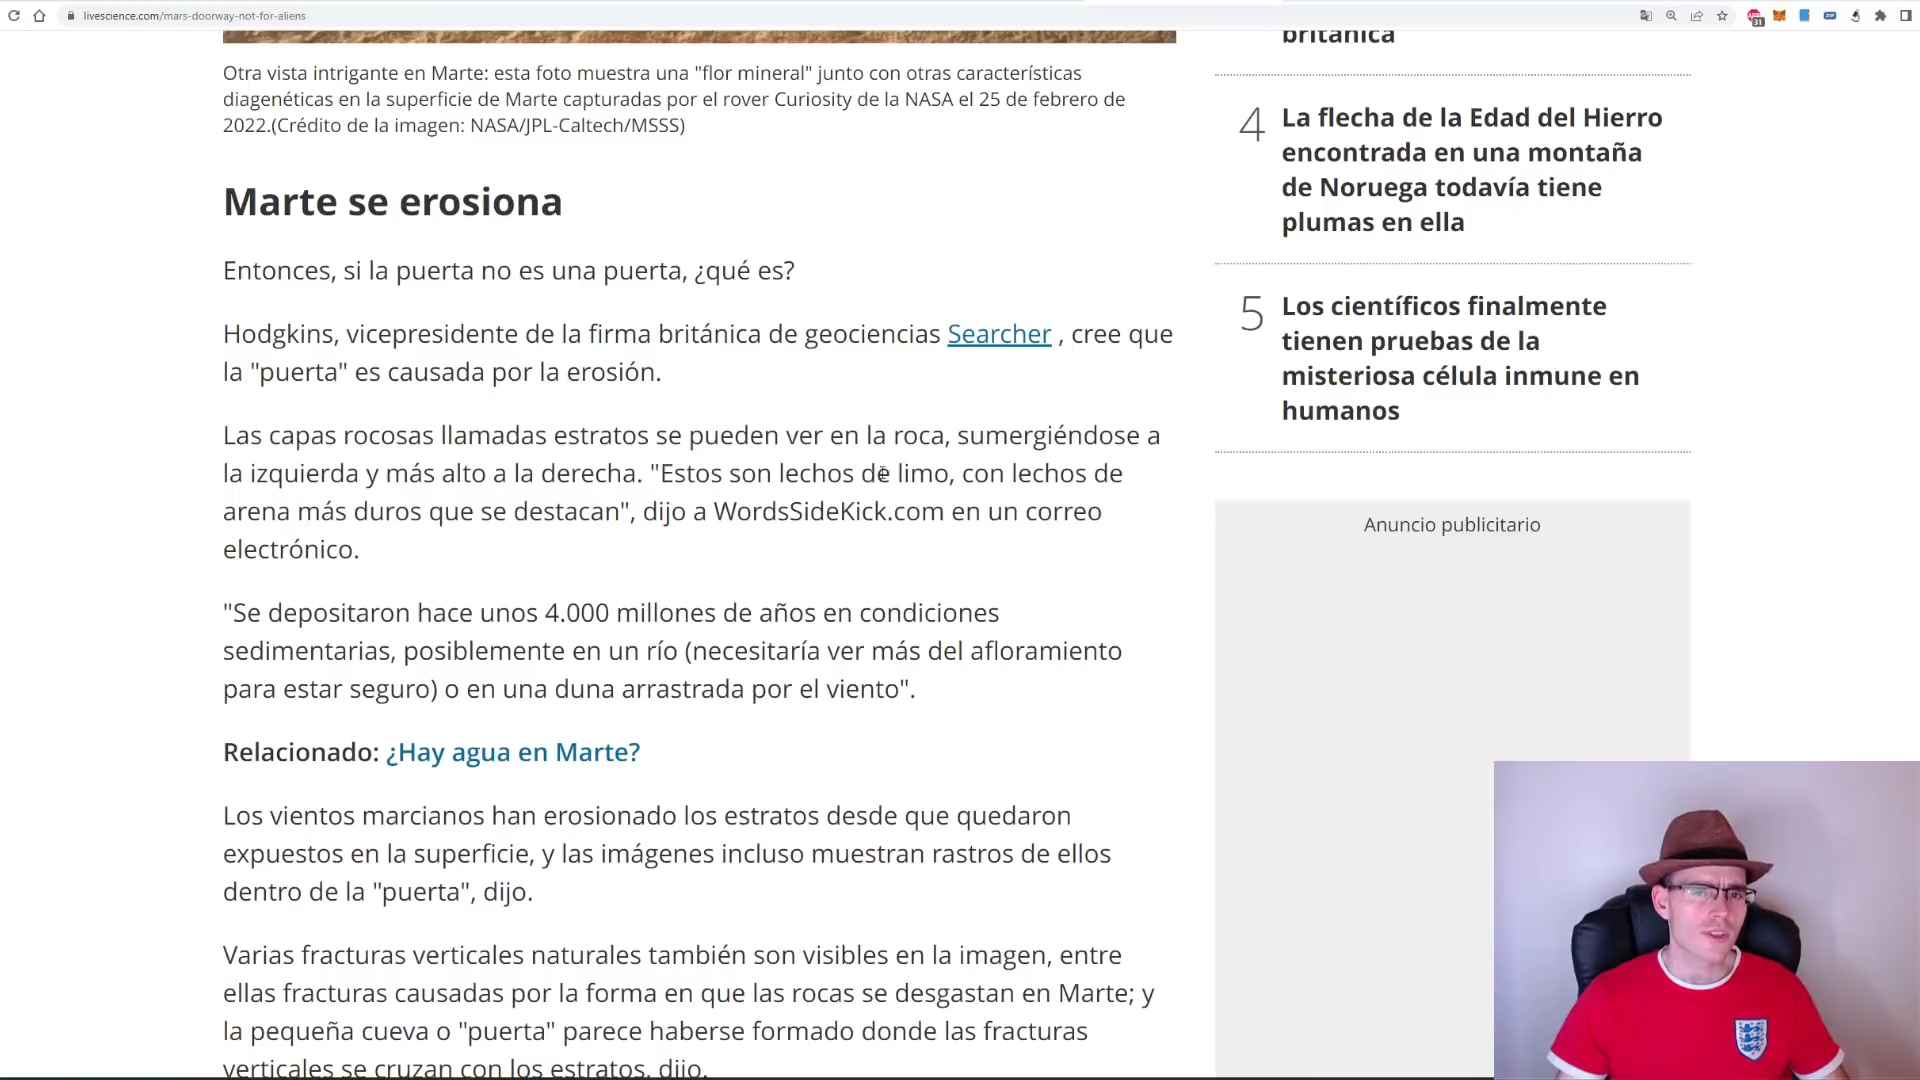 livescience.com/mars-doorway-not-for-aliens
31
ZIP
Otra vista intrigante en Marte: esta foto muestra una "flor mineral" junto con otras características
diagenéticas en la superficie de Marte capturadas por el rover Curiosity de la NASA el 25 de febrero de
2022.(Crédito de la imagen: NASA/JPL-Caltech/MSSS)
Marte se erosiona
Entonces, si la puerta no es una puerta, ¿qué es?
Hodgkins, vicepresidente de la firma británica de geociencias Searcher , cree que
la "puerta" es causada por la erosión.
Las capas rocosas llamadas estratos se pueden ver en la roca, sumergiéndose a
la izquierda y más alto a la derecha. "Estos son lechos de limo, con lechos de
arena más duros que se destacan", dijo a WordsSideKick.com en un correo
electrónico.
"Se depositaron hace unos 4.000 millones de años en condiciones
sedimentarias, posiblemente en un río (necesitaría ver más del afloramiento
para estar seguro) o en una duna arrastrada por el viento".
Relacionado: ¿Hay agua en Marte?
Los vientos marcianos han erosionado los estratos desde que quedaron
expuestos en la superficie, y las imágenes incluso muestran rastros de ellos
dentro de la "puerta", dijo.
Varias fracturas verticales naturales también son visibles en la imagen, entre
ellas fracturas causadas por la forma en que las rocas se desgastan en Marte; y
la pequeña cueva o "puerta" parece haberse formado donde las fracturas
verticales se cruzan con los estratos, dijo.
británica
4
La flecha de la Edad del Hierro
encontrada en una montaña
de Noruega todavía tiene
plumas en ella
5
Los científicos finalmente
tienen pruebas de la
misteriosa célula inmune en
humanos
Anuncio publicitario